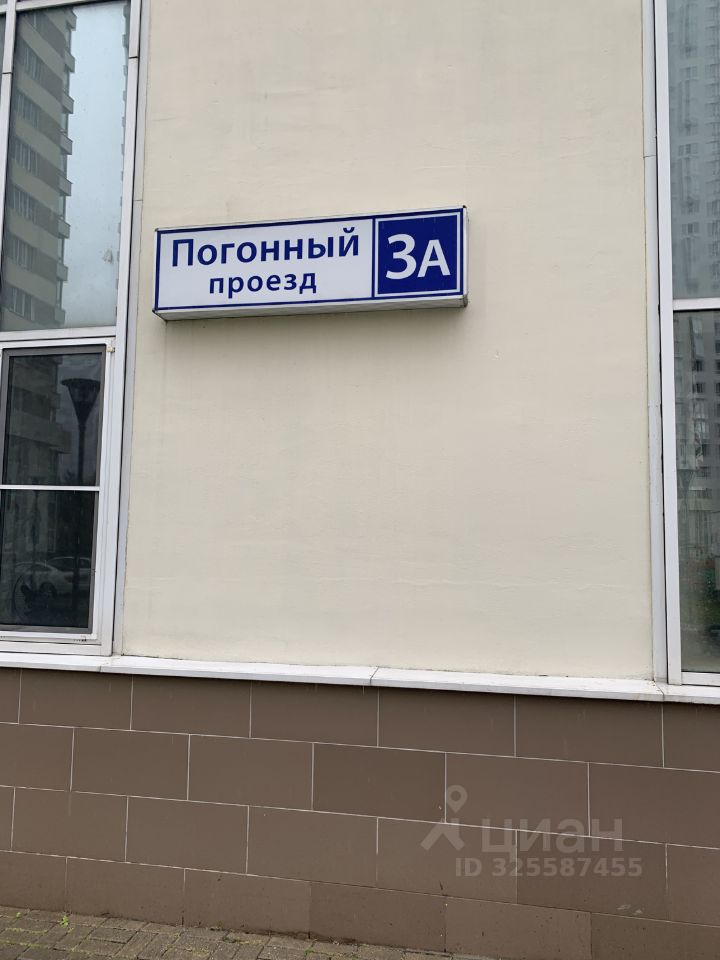 Погонный
проезд
3А
циан
ID 325587455